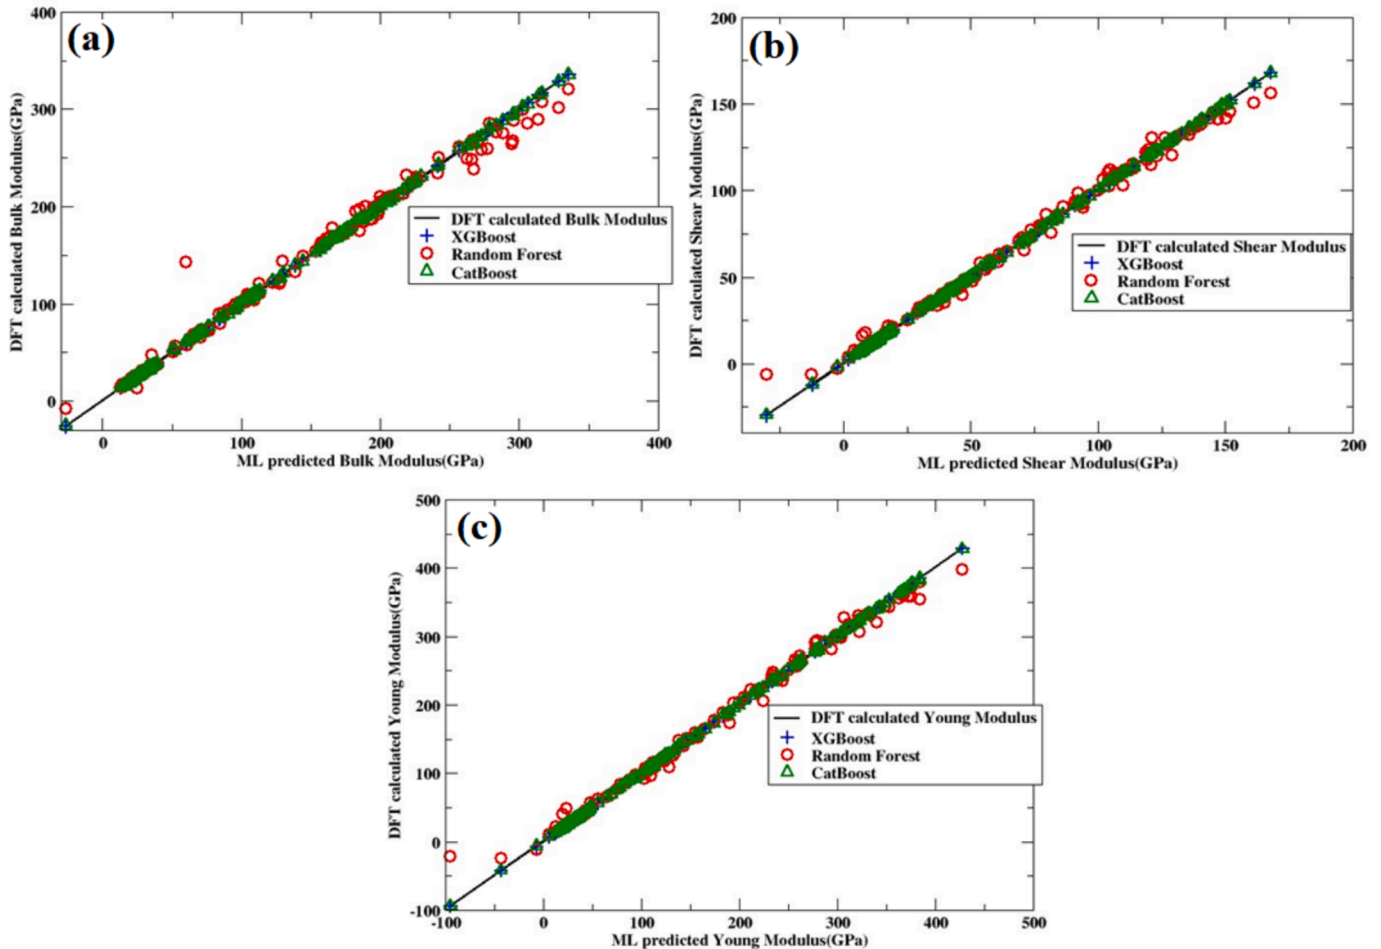 (a)
400
300
200
100
0
DFT calculated Bulk Modulus(GPa)
DFT calculated Bulk Modulus
XGBoost
Random Forest
CatBoost
0
100
200
300
400
ML predicted Bulk Modulus(GPa)
(b)
200
150
100
50
0
DFT calculated Shear Modulus(GPa)
DFT calculated Shear Modulus
XGBoost
Random Forest
CatBoost
0
50
100
150
200
ML predicted Shear Modulus(GPa)
(c)
500
400
300
200
100
0
-100
DFT calculated Young Modulus(GPa)
DFT calculated Young Modulus
XGBoost
Random Forest
CatBoost
-100
0
100
200
300
400
500
ML predicted Young Modulus(GPa)